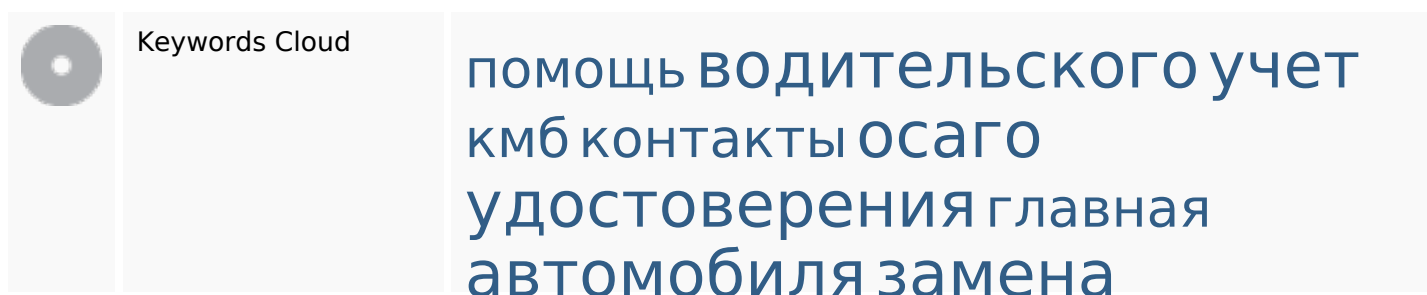 Keywords Cloud
помощь водительского учет
кмб контакты осаго
удостоверения главная
автомобиля замена